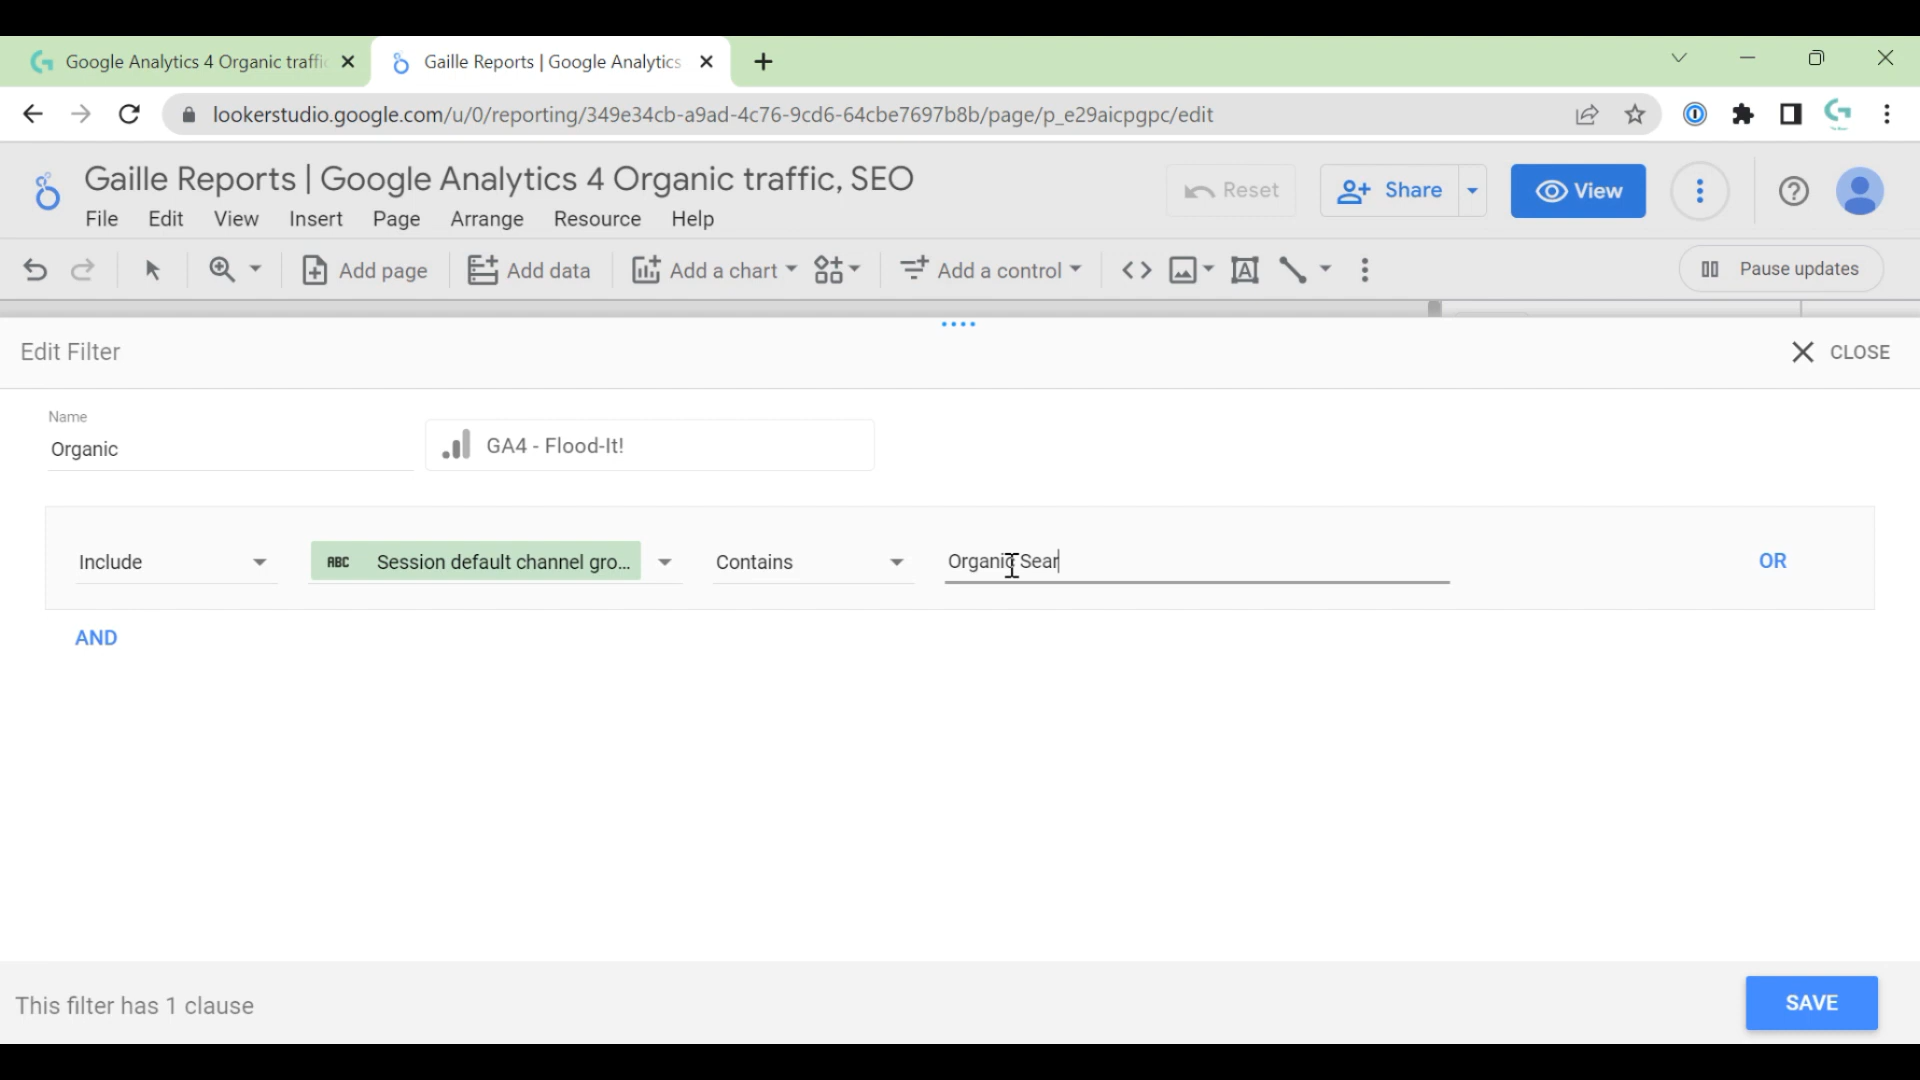 Google Analytics 4 Organic traffic
Gaille Reports | Google Analytics
lookerstudio.google.com/u/0/reporting/349e34cb-a9ad-4c76-9cd6-64cbe7697b8b/page/p_e29aicpgpc/edit
Gaille Reports | Google Analytics 4 Organic traffic, SEO
Reset
Share
View
File Edit View Insert Page Arrange Resource Help
Add page
Add data
Add a chart
Add a control
Pause updates
Edit Filter
CLOSE
Name
Organic
GA4 - Flood-It!
Include
ABC Session default channel gro...
Contains
Organic Sear
OR
AND
This filter has 1 clause
SAVE